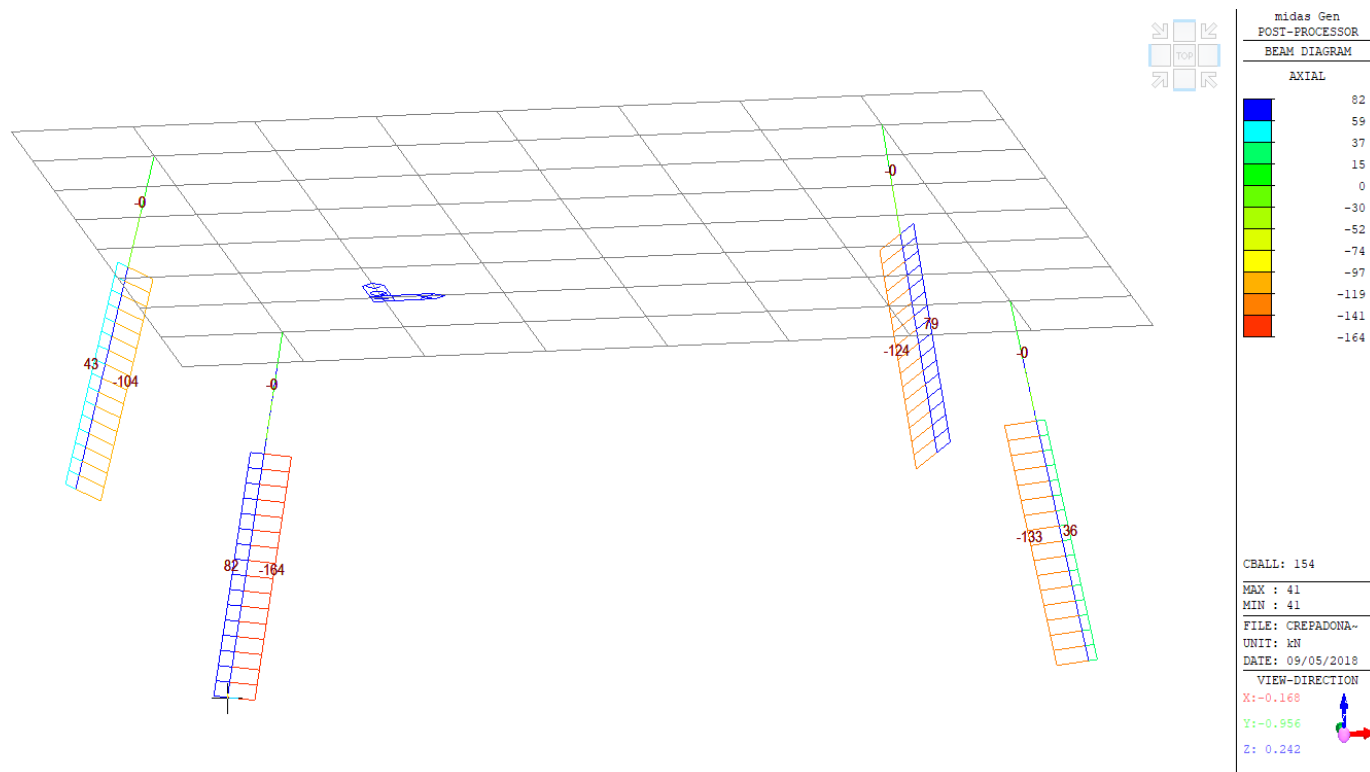 midas Gen
POST-PROCESSOR
BEAM DIAGRAM
AXIAL
82
59
37
15
0
-30
-52
-74
-97
-119
-141
-164
CBALL: 154
MAX : 41
MIN : 41
FILE: CREPADONA~
UNIT: kN
DATE: 09/05/2018
VIEW-DIRECTION
X:-0.168
Y:-0.956
Z: 0.242
TOP
-0
-0
43
-104
-0
82
-164
-124
79
-0
-133
36